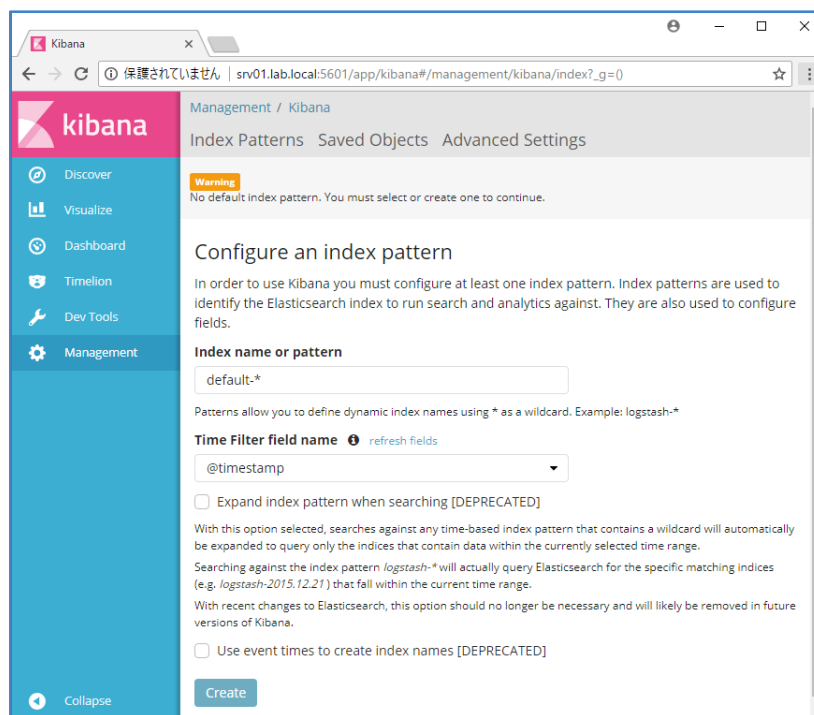 Kibana
保護されていません | srv01.lab.local:5601/app/kibana#/management/kibana/index?_g=()
kibana
Discover
Visualize
Dashboard
Timelion
Dev Tools
Management
Collapse
Management / Kibana
Index Patterns Saved Objects Advanced Settings
Warning
No default index pattern. You must select or create one to continue.
Configure an index pattern
In order to use Kibana you must configure at least one index pattern. Index patterns are used to
identify the Elasticsearch index to run search and analytics against. They are also used to configure
fields.
Index name or pattern
default-*
Patterns allow you to define dynamic index names using * as a wildcard. Example: logstash-*
Time Filter field name refresh fields
@timestamp
Expand index pattern when searching [DEPRECATED]
With this option selected, searches against any time-based index pattern that contains a wildcard will automatically
be expanded to query only the indices that contain data within the currently selected time range.
Searching against the index pattern logstash-* will actually query Elasticsearch for the specific matching indices
(e.g. logstash-2015.12.21 ) that fall within the current time range.
With recent changes to Elasticsearch, this option should no longer be necessary and will likely be removed in future
versions of Kibana.
Use event times to create index names [DEPRECATED]
Create